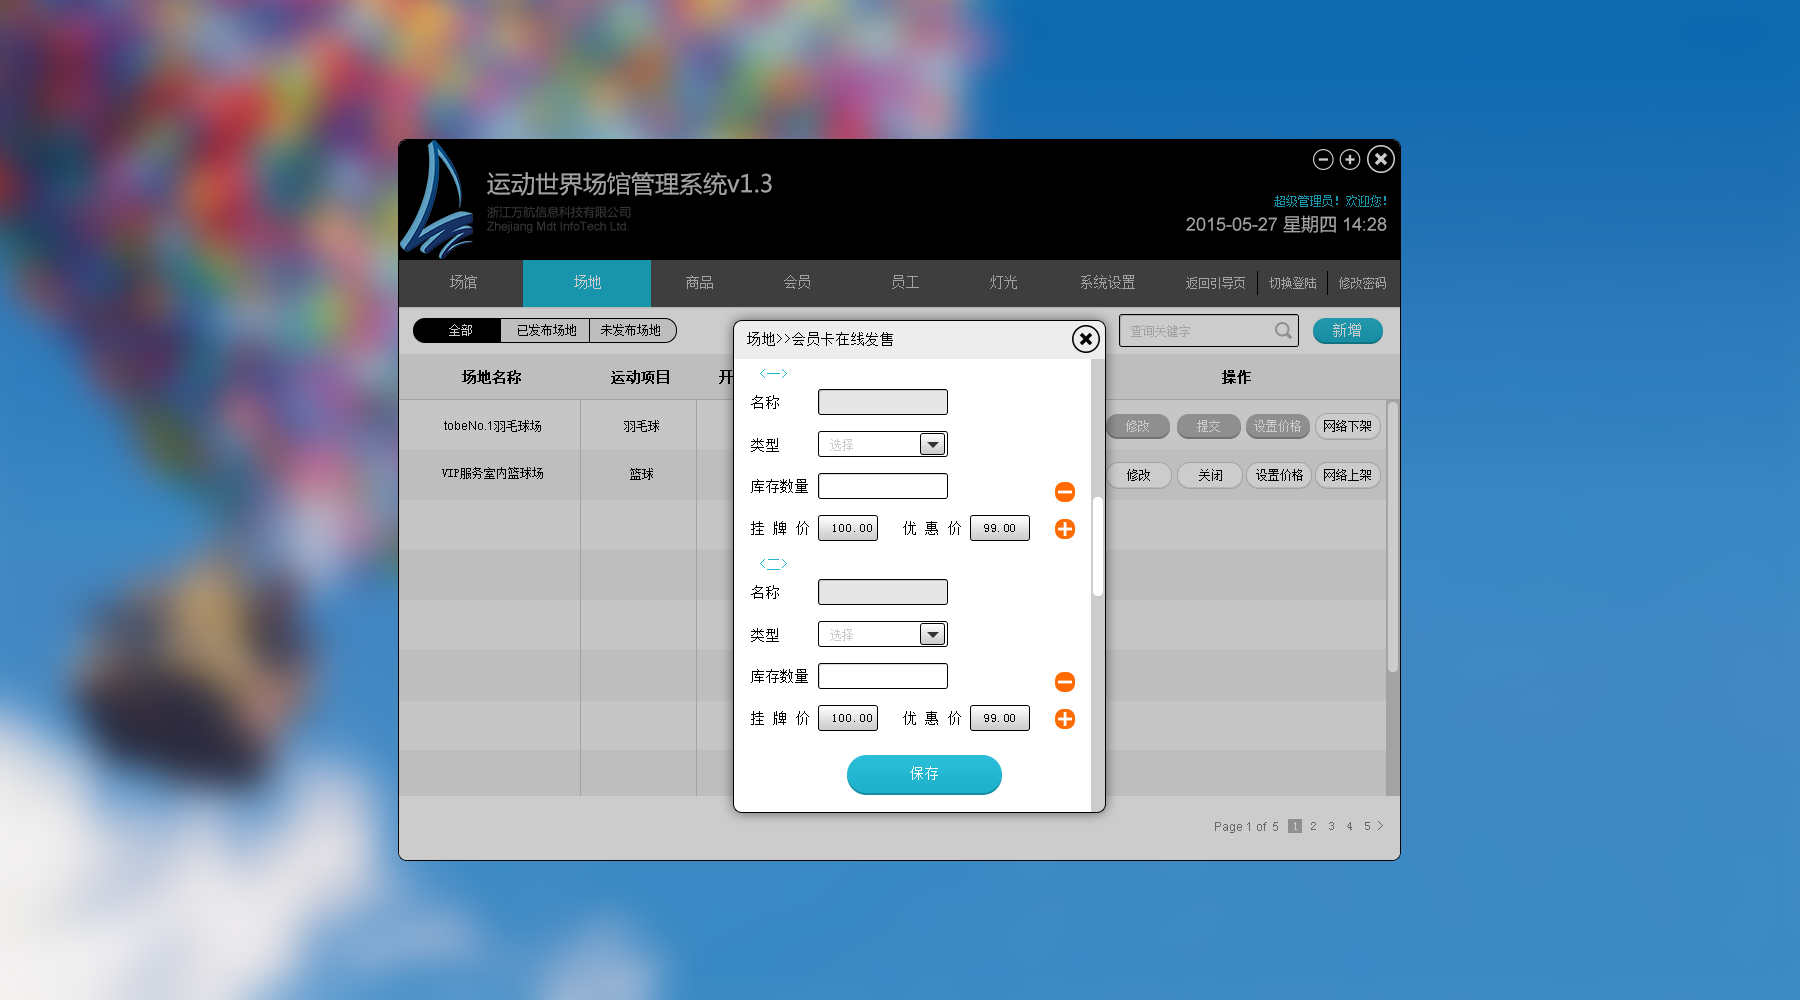 运动世界场馆管理系统v1.3
浙江万航信息科技有限公司
Zhejiang Mdt InfoTech Ltd.
超级管理员！欢迎您！
2015-05-27 星期四 14:28
场馆 场地 商品 会员 员工 灯光 系统设置 返回引导页 切换登陆 修改密码
全部 已发布场地 未发布场地
查询关键字 新增
场地名称 运动项目 开 操作
tobeNo.1羽毛球场 羽毛球 修改 提交 设置价格 网络下架
VIP服务室内篮球场 篮球 修改 关闭 设置价格 网络上架
场地>>会员卡在线发售
<一>
名称
类型 选择
库存数量
挂牌价 100.00 优惠价 99.00
<二>
名称
类型 选择
库存数量
挂牌价 100.00 优惠价 99.00
保存
Page 1 of 5 1 2 3 4 5 >